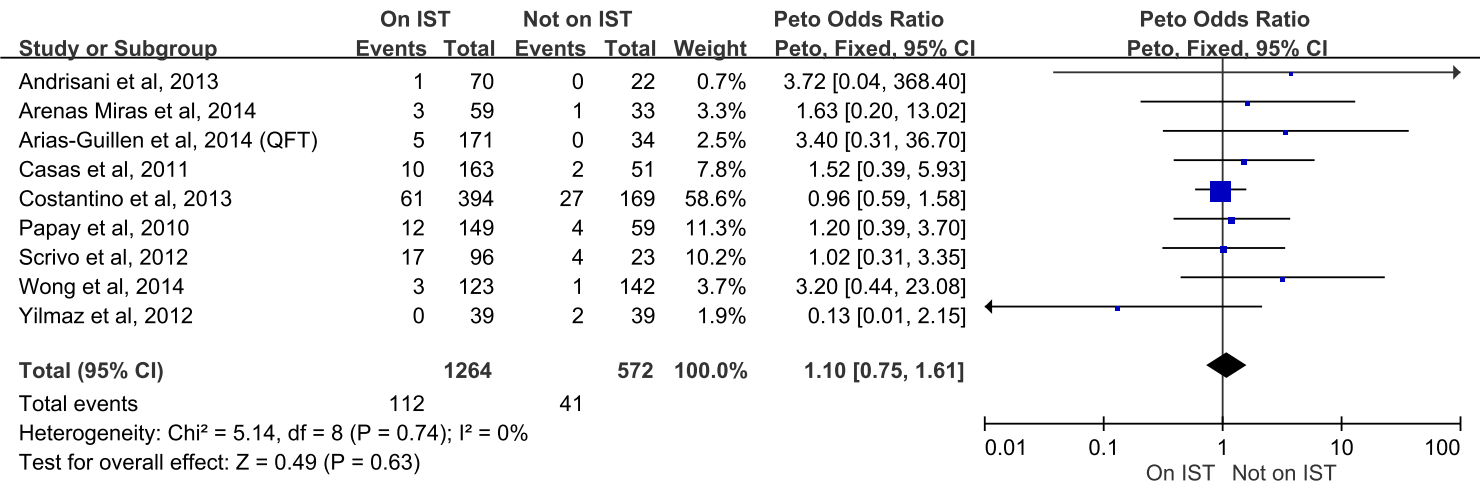 On IST Not on IST Peto Odds Ratio Peto Odds Ratio
Study or Subgroup Events Total Events Total Weight Peto, Fixed, 95% CI Peto, Fixed, 95% CI
Andrisani et al, 2013 1 70 0 22 0.7% 3.72 [0.04, 368.40]
Arenas Miras et al, 2014 3 59 1 33 3.3% 1.63 [0.20, 13.02]
Arias-Guillen et al, 2014 (QFT) 5 171 0 34 2.5% 3.40 [0.31, 36.70]
Casas et al, 2011 10 163 2 51 7.8% 1.52 [0.39, 5.93]
Costantino et al, 2013 61 394 27 169 58.6% 0.96 [0.59, 1.58]
Papay et al, 2010 12 149 4 59 11.3% 1.20 [0.39, 3.70]
Scrivo et al, 2012 17 96 4 23 10.2% 1.02 [0.31, 3.35]
Wong et al, 2014 3 123 1 142 3.7% 3.20 [0.44, 23.08]
Yilmaz et al, 2012 0 39 2 39 1.9% 0.13 [0.01, 2.15]
Total (95% CI) 1264 572 100.0% 1.10 [0.75, 1.61]
Total events 112 41
Heterogeneity: Chi² = 5.14, df = 8 (P = 0.74); I² = 0%
Test for overall effect: Z = 0.49 (P = 0.63)
0.01 0.1 1 10 100
On IST Not on IST